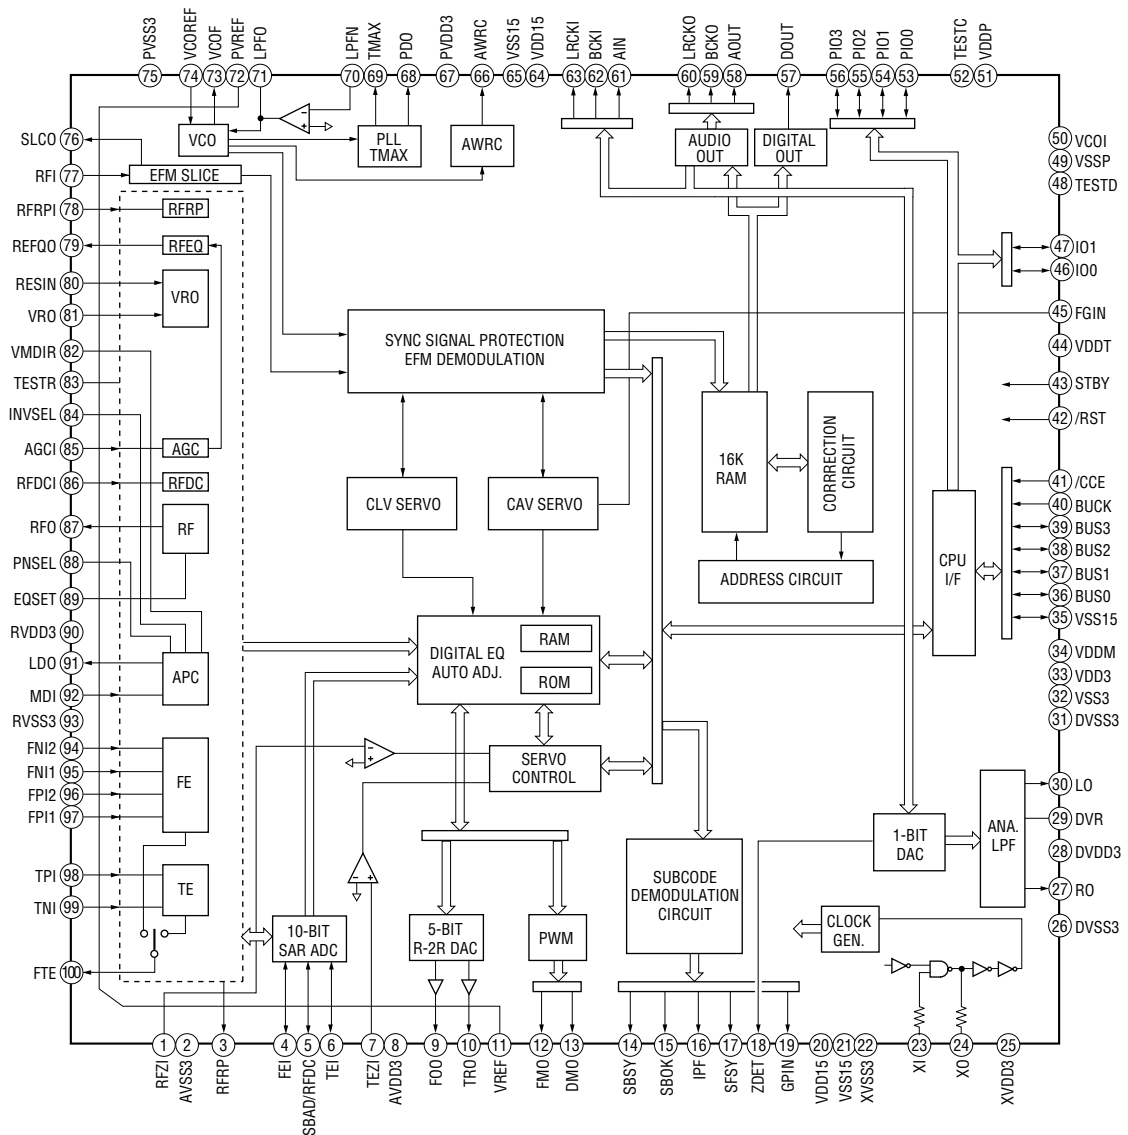 PVSS3 VCOREF VCOF PVREF LPFO LPFN TMAX PDO PVDD3 AWRC VSS15 VDD15 LRCKI BCKI AIN LRCKO BCKO AOUT DOUT PIO3 PIO2 PIO1 PIO0 TESTC VDDP
75 74 73 72 71 70 69 68 67 66 65 64 63 62 61 60 59 58 57 56 55 54 53 52 51
SLCO 76
RFI 77
RFRPI 78
REFQO 79
RESIN 80
VRO 81
VMDIR 82
TESTR 83
INVSEL 84
AGCI 85
RFDCI 86
RFO 87
PNSEL 88
EQSET 89
RVDD3 90
LDO 91
MDI 92
RVSS3 93
FNI2 94
FNI1 95
FPI2 96
FPI1 97
TPI 98
TNI 99
FTE 100
VCO
- +
PLL
TMAX
AWRC
AUDIO
OUT
DIGITAL
OUT
EFM SLICE
RFRP
RFEQ
VRO
AGC
RFDC
RF
APC
FE
TE
SYNC SIGNAL PROTECTION
EFM DEMODULATION
CLV SERVO
CAV SERVO
16K
RAM
CORRRECTION
CIRCUIT
ADDRESS CIRCUIT
CPU
I/F
DIGITAL EQ
AUTO ADJ.
RAM
ROM
- +
SERVO
CONTROL
- +
10-BIT
SAR ADC
5-BIT
R-2R DAC
PWM
SUBCODE
DEMODULATION
CIRCUIT
1-BIT
DAC
ANA.
LPF
CLOCK
GEN.
50 VCOI
49 VSSP
48 TESTD
47 IO1
46 IO0
45 FGIN
44 VDDT
43 STBY
42 /RST
41 /CCE
40 BUCK
39 BUS3
38 BUS2
37 BUS1
36 BUS0
35 VSS15
34 VDDM
33 VDD3
32 VSS3
31 DVSS3
30 LO
29 DVR
28 DVDD3
27 RO
26 DVSS3
1 2 3 4 5 6 7 8 9 10 11 12 13 14 15 16 17 18 19 20 21 22 23 24 25
RFZI AVSS3 RFRP FEI SBAD/RFDC TEI TEZI AVDD3 FOO TRO VREF FMO DMO SBSY SBOK IPF SFSY ZDET GPIN VDD15 VSS15 XVSS3 XI XO XVDD3